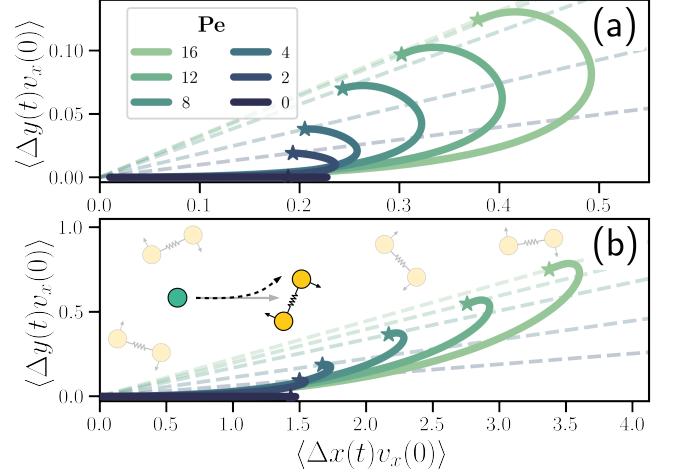 (a)
Pe
16 4
12 2
8 0
⟨Δy(t)v_x(0)⟩
0.10
0.05
0.00
0.0 0.1 0.2 0.3 0.4 0.5
(b)
⟨Δy(t)v_x(0)⟩
1.0
0.5
0.0
0.0 0.5 1.0 1.5 2.0 2.5 3.0 3.5 4.0
⟨Δx(t)v_x(0)⟩